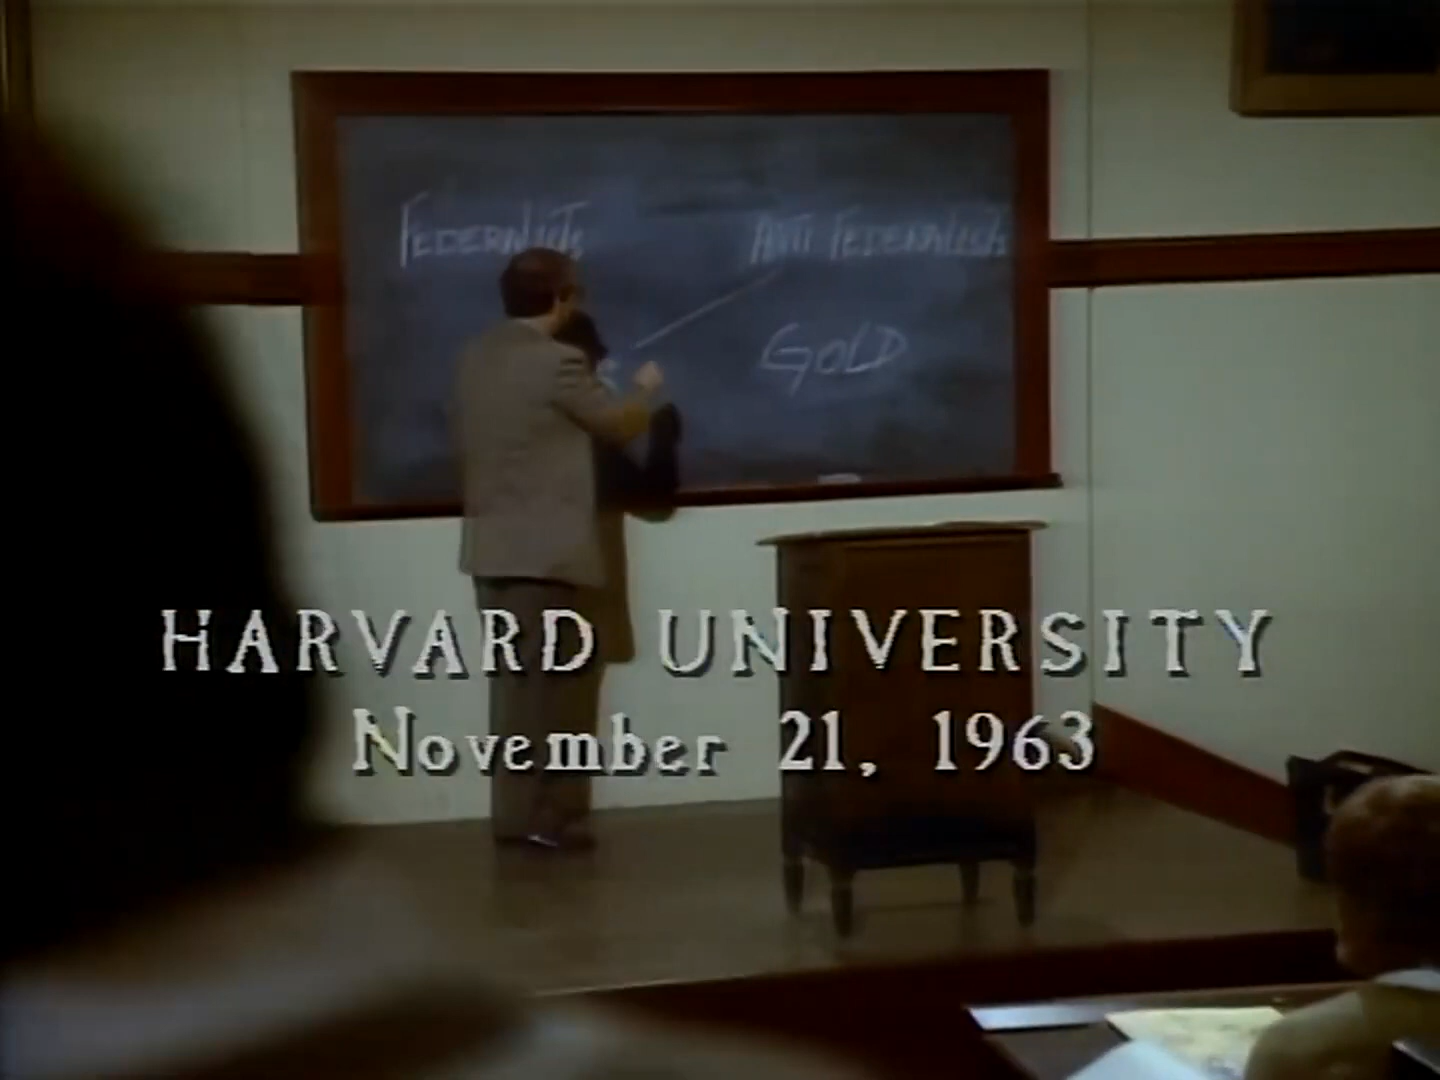 FEDERALISTS ANTI FEDERALISTS
GOLD
HARVARD UNIVERSITY
November 21, 1963